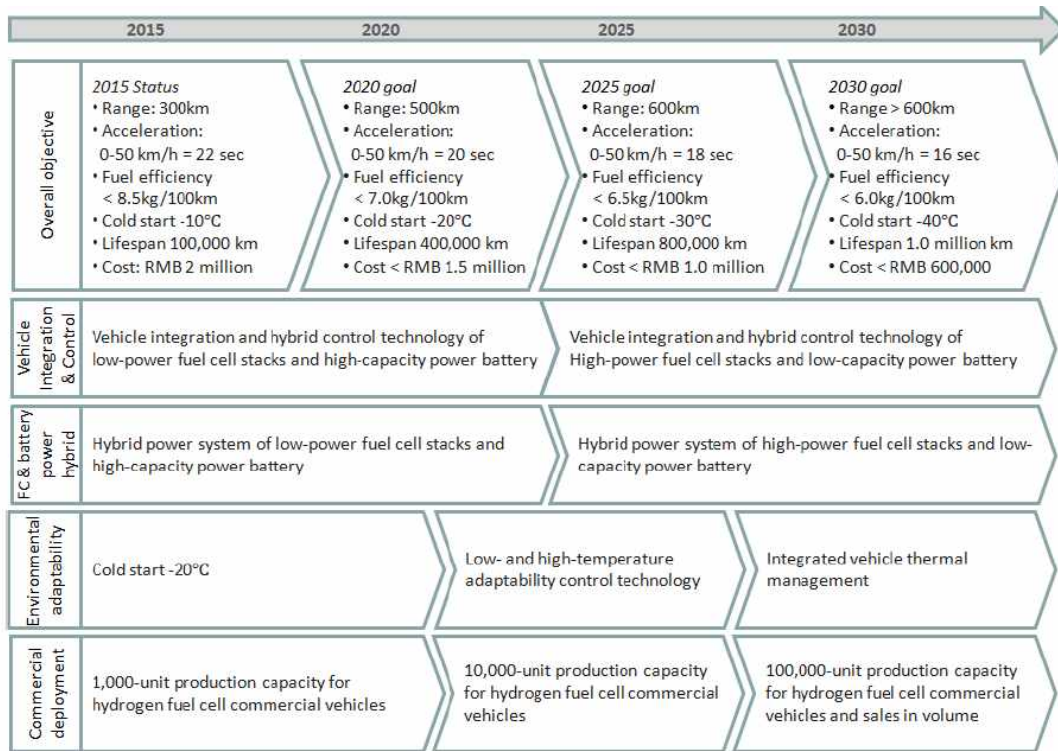 2015
2020
2025
2030
Overall objective
2015 Status
• Range: 300km
• Acceleration:
0-50 km/h = 22 sec
• Fuel efficiency
< 8.5kg/100km
• Cold start -10°C
• Lifespan 100,000 km
• Cost: RMB 2 million
2020 goal
• Range: 500km
• Acceleration:
0-50 km/h = 20 sec
• Fuel efficiency
< 7.0kg/100km
• Cold start -20°C
• Lifespan 400,000 km
• Cost < RMB 1.5 million
2025 goal
• Range: 600km
• Acceleration:
0-50 km/h = 18 sec
• Fuel efficiency
< 6.5kg/100km
• Cold start -30°C
• Lifespan 800,000 km
• Cost < RMB 1.0 million
2030 goal
• Range > 600km
• Acceleration:
0-50 km/h = 16 sec
• Fuel efficiency
< 6.0kg/100km
• Cold start -40°C
• Lifespan 1.0 million km
• Cost < RMB 600,000
Vehicle
Integration
& Control
Vehicle integration and hybrid control technology of
low-power fuel cell stacks and high-capacity power battery
Vehicle integration and hybrid control technology of
High-power fuel cell stacks and low-capacity power battery
FC & battery
power
hybrid
Hybrid power system of low-power fuel cell stacks and
high-capacity power battery
Hybrid power system of high-power fuel cell stacks and low-
capacity power battery
Environmental
adaptability
Cold start -20°C
Low- and high-temperature
adaptability control technology
Integrated vehicle thermal
management
Commercial
deployment
1,000-unit production capacity for
hydrogen fuel cell commercial vehicles
10,000-unit production capacity
for hydrogen fuel cell commercial
vehicles
100,000-unit production capacity
for hydrogen fuel cell commercial
vehicles and sales in volume